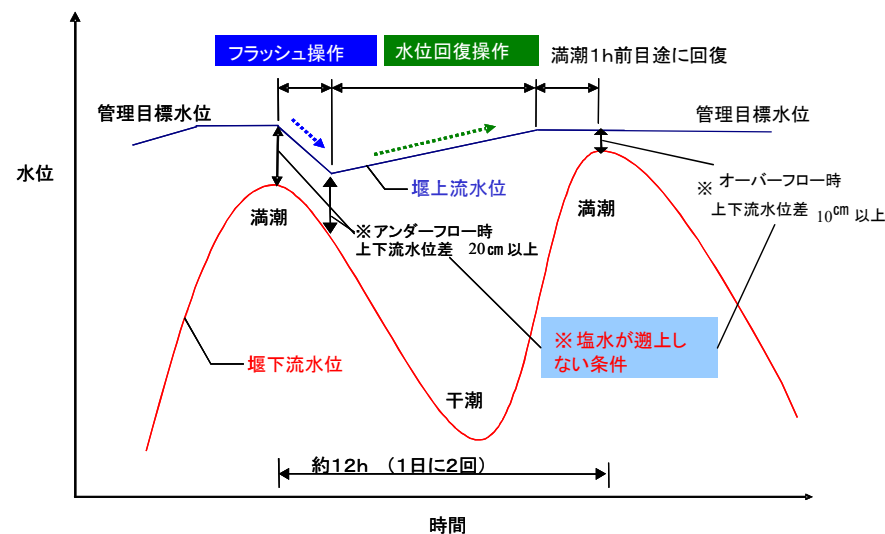 フラッシュ操作
水位回復操作
満潮1h前目途に回復
管理目標水位
管理目標水位
水位
堰上流水位
満潮
満潮
※アンダーフロー時
上下流水位差 20cm以上
※ オーバーフロー時
上下流水位差 10cm 以上
※塩水が遡上し
ない条件
堰下流水位
干潮
約12h (1日に2回)
時間